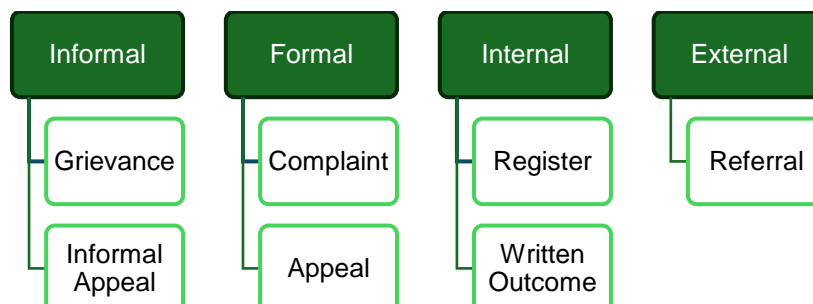 Informal
Formal
Internal
External
Grievance
Complaint
Register
Referral
Informal
Appeal
Appeal
Written
Outcome